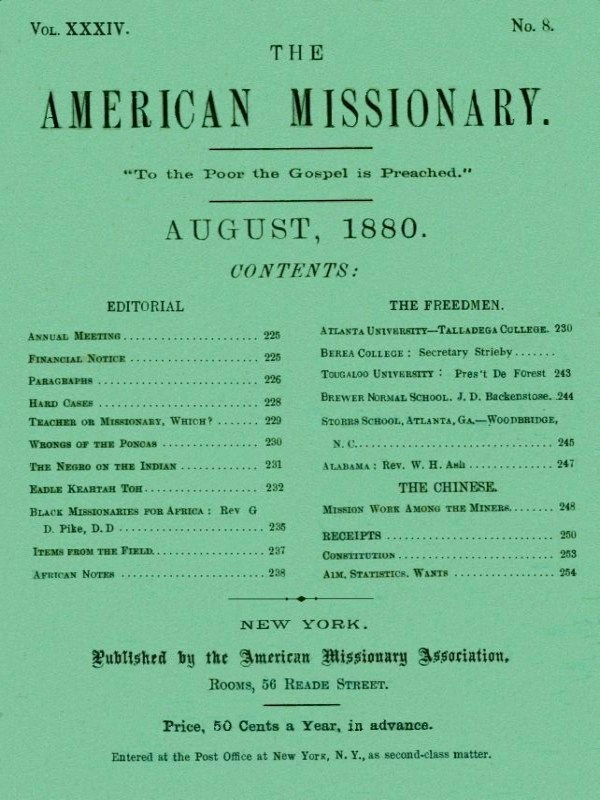 Vol. XXXIV.
No. 8.
THE
AMERICAN MISSIONARY.
"To the Poor the Gospel is Preached."
AUGUST, 1880.
CONTENTS:
EDITORIAL
Annual Meeting 225
Financial Notice 225
Paragraphs 226
Hard Cases 228
Teacher or Missionary, Which? 229
Wrongs of the Poncas 230
The Negro on the Indian 231
Eadle Keahtah Toh 232
Black Missionaries for Africa: Rev G
D. Pike, D.D 235
Items from the Field 237
African Notes 238
THE FREEDMEN.
Atlanta University—Talladega College. 230
Berea College: Secretary Strieby
Tougaloo University: Pres't De Forest 243
Brewer Normal School. J. D. Backenstose. 244
Storrs School, Atlanta, Ga.—Woodbridge,
N. C. 245
Alabama: Rev. W. H. Ash 247
THE CHINESE.
Mission Work Among the Miners. 248
RECEIPTS 250
Constitution 253
Aim, Statistics, Wants 254
NEW YORK.
Published by the American Missionary Association,
Rooms, 56 Reade Street.
Price, 50 Cents a Year, in advance.
Entered at the Post Office at New York, N. Y., as second-class matter.